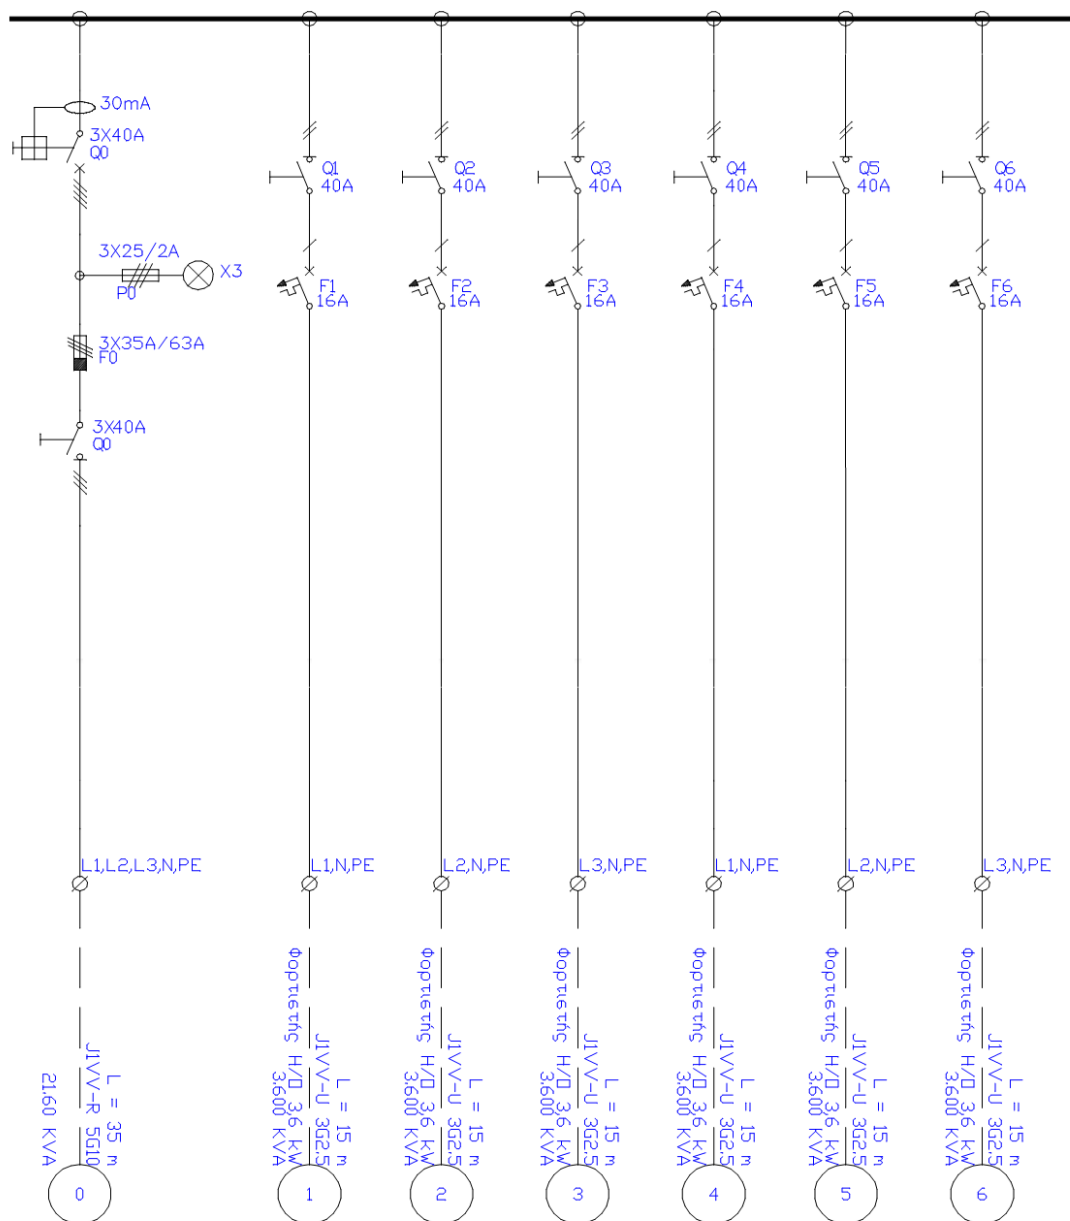 30mA
3X40A
Q0
3X25/2A
X3
P0
3X35A/63A
F0
3X40A
Q0
L1,L2,L3,N,PE
L = 35 m
J1VV-R 5G10
21.60 KVA
0
Q1
40A
F1
16A
L1,N,PE
L = 15 m
J1VV-U 3G2.5
Φορτιστής Η/Ο 3,6 kW
3.600 KVA
1
Q2
40A
F2
16A
L2,N,PE
L = 15 m
J1VV-U 3G2.5
Φορτιστής Η/Ο 3,6 kW
3.600 KVA
2
Q3
40A
F3
16A
L3,N,PE
L = 15 m
J1VV-U 3G2.5
Φορτιστής Η/Ο 3,6 kW
3.600 KVA
3
Q4
40A
F4
16A
L1,N,PE
L = 15 m
J1VV-U 3G2.5
Φορτιστής Η/Ο 3,6 kW
3.600 KVA
4
Q5
40A
F5
16A
L2,N,PE
L = 15 m
J1VV-U 3G2.5
Φορτιστής Η/Ο 3,6 kW
3.600 KVA
5
Q6
40A
F6
16A
L3,N,PE
L = 15 m
J1VV-U 3G2.5
Φορτιστής Η/Ο 3,6 kW
3.600 KVA
6